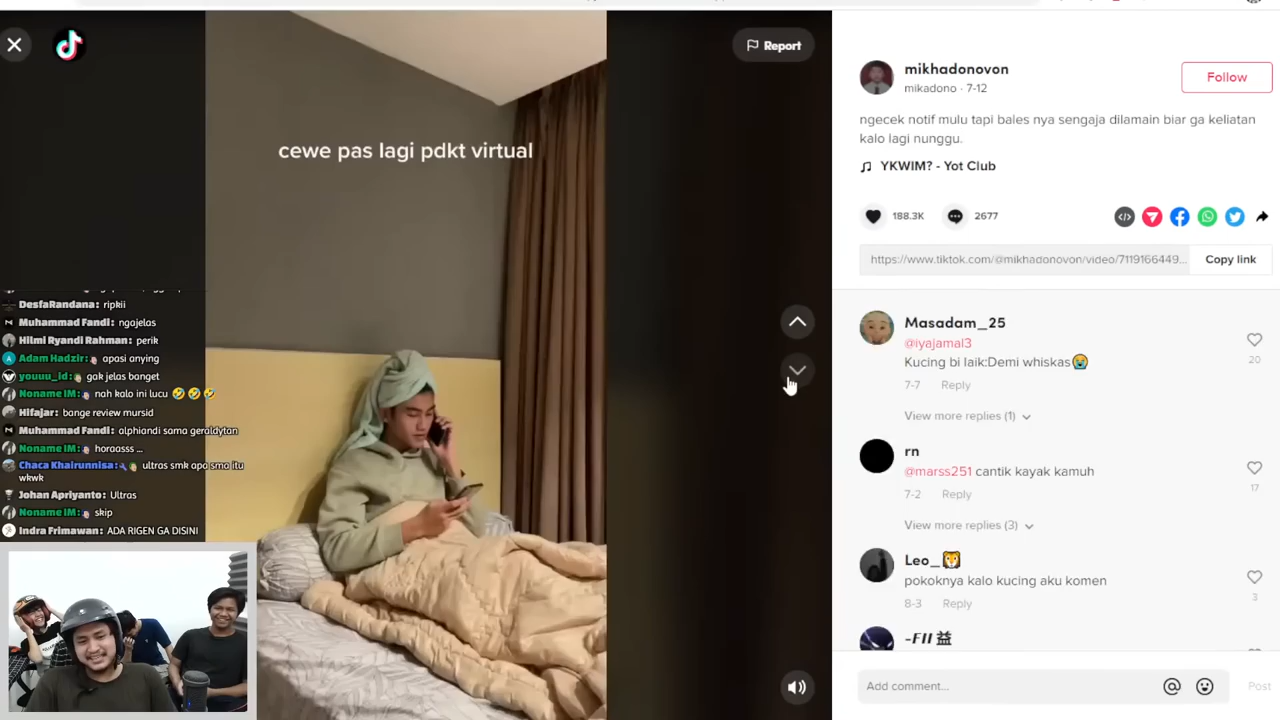 Report
cewe pas lagi pdkt virtual
DesfaRandana: ripkii
Muhammad Fandi: ngajelas
Hilmi Ryandi Rahman: perik
Adam Hadzir: apasi anying
youuu_id: gak jelas banget
Noname IM: nah kalo ini lucu 🤣🤣🤣
Hifajar: bange review mursid
Muhammad Fandi: alphiandi sama geraldytan
Noname IM: horaasss ...
Chaca Khairunnisa: ultras smk apa sma itu
wkwk
Johan Apriyanto: Ultras
Noname IM: skip
Indra Frimawan: ADA RIGEN GA DISINI
mikhadonovon
mikadono · 7-12
Follow
ngecek notif mulu tapi bales nya sengaja dilamain biar ga keliatan
kalo lagi nunggu.
YKWIM? - Yot Club
188.3K
2677
https://www.tiktok.com/@mikhadonovon/video/7119166449...
Copy link
Masadam_25
@iyajamal3
Kucing bi laik:Demi whiskas😭
20
7-7 Reply
View more replies (1)
rn
@marss251 cantik kayak kamuh
17
7-2 Reply
View more replies (3)
Leo_🐯
pokoknya kalo kucing aku komen
3
8-3 Reply
-FII 益
Add comment...
Post